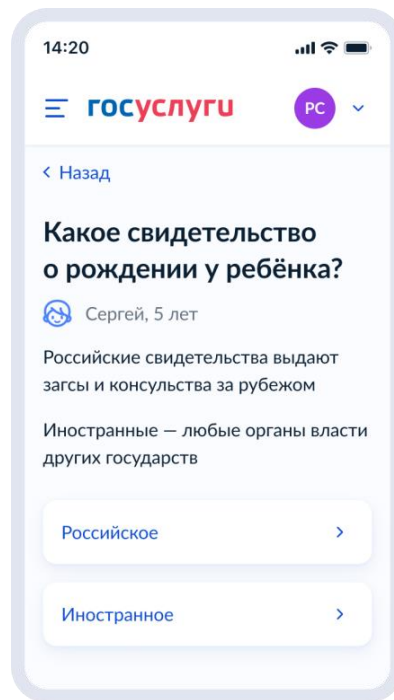 14:20
госуслуги
РС
Назад
Какое свидетельство
о рождении у ребёнка?
Сергей, 5 лет
Российские свидетельства выдают
загсы и консульства за рубежом
Иностранные — любые органы власти
других государств
Российское
Иностранное